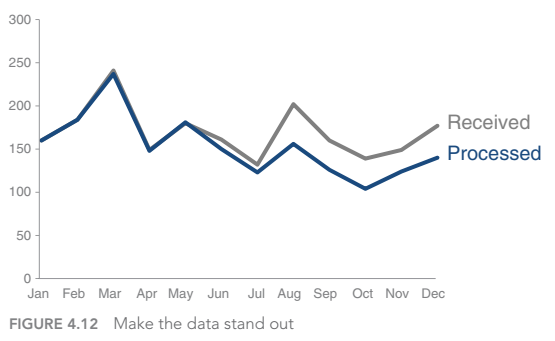 300
250
200
150
100
50
0
Received
Processed
Jan Feb Mar Apr May Jun Jul Aug Sep Oct Nov Dec
FIGURE 4.12 Make the data stand out